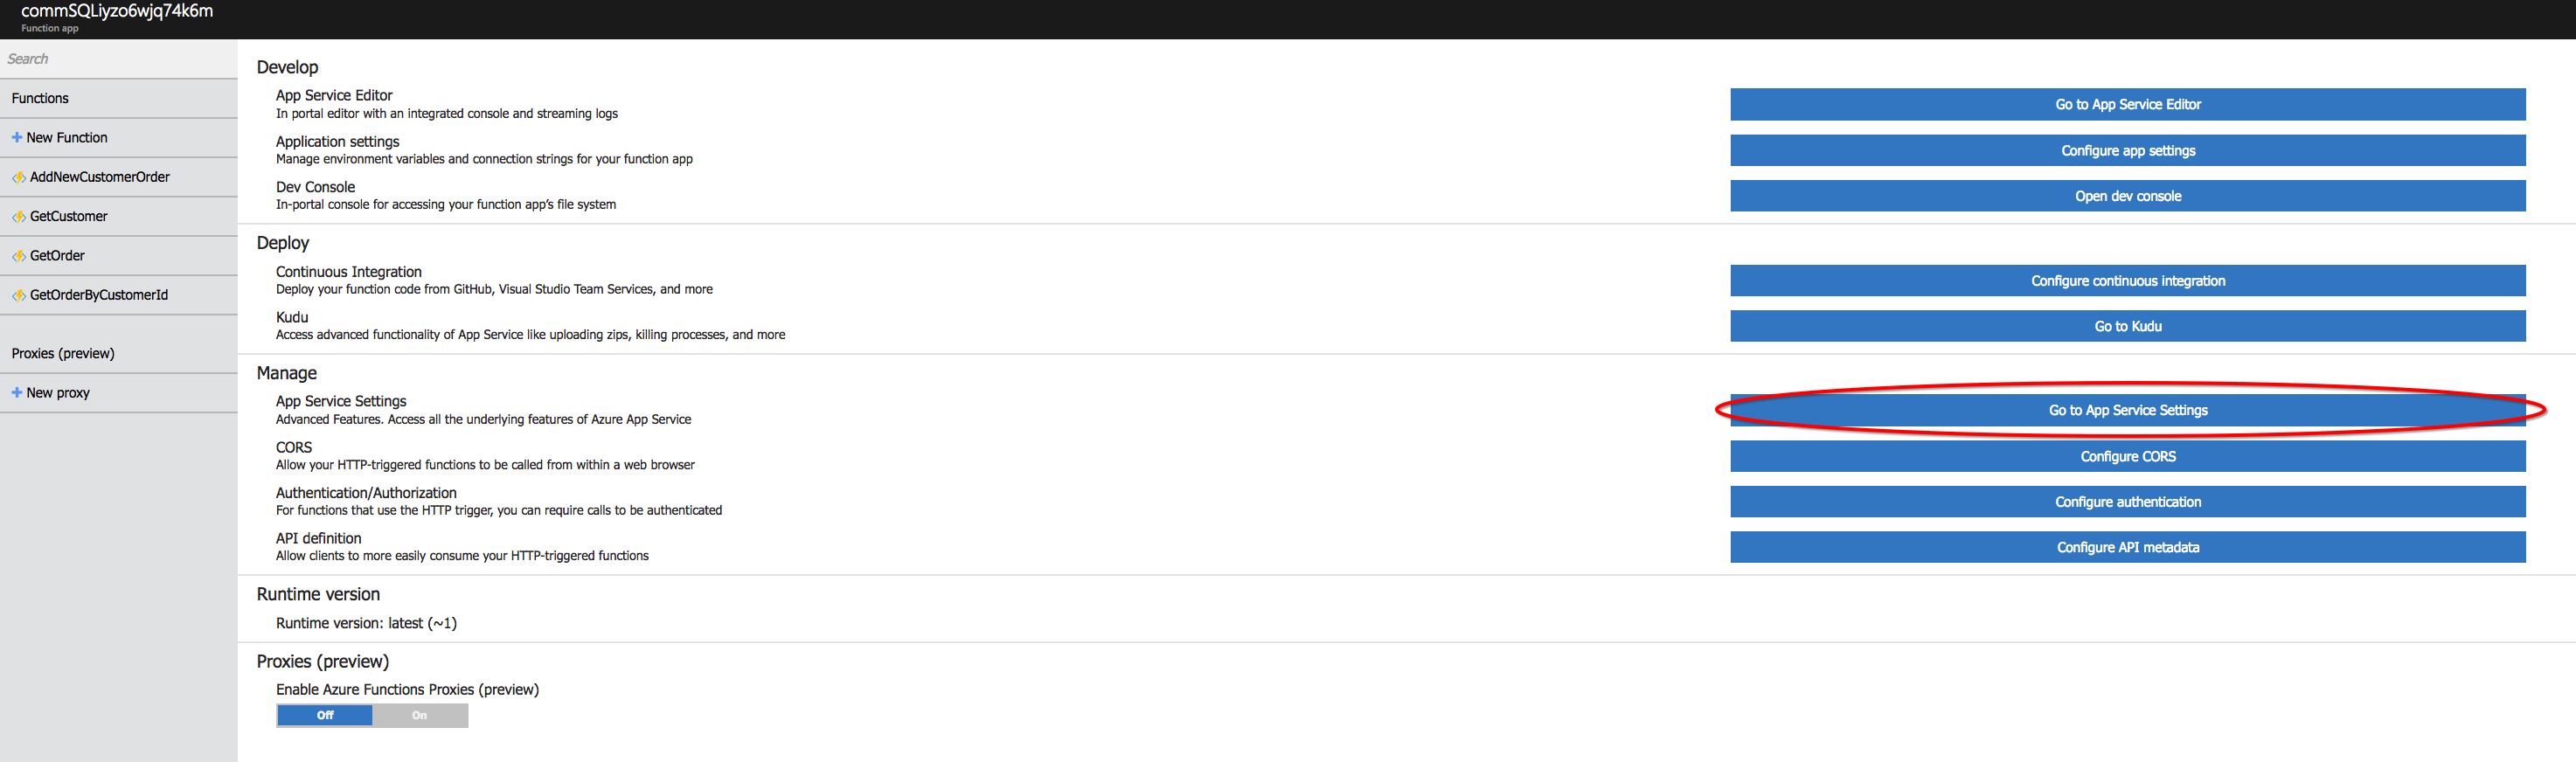 commSQLiyzo6wjq74k6m
Function app
Search
Functions
New Function
AddNewCustomerOrder
GetCustomer
GetOrder
GetOrderByCustomerId
Proxies (preview)
New proxy
Develop
App Service Editor
In portal editor with an integrated console and streaming logs
Go to App Service Editor
Application settings
Manage environment variables and connection strings for your function app
Configure app settings
Dev Console
In-portal console for accessing your function app's file system
Open dev console
Deploy
Continuous Integration
Deploy your function code from GitHub, Visual Studio Team Services, and more
Configure continuous integration
Kudu
Access advanced functionality of App Service like uploading zips, killing processes, and more
Go to Kudu
Manage
App Service Settings
Advanced Features. Access all the underlying features of Azure App Service
Go to App Service Settings
CORS
Allow your HTTP-triggered functions to be called from within a web browser
Configure CORS
Authentication/Authorization
For functions that use the HTTP trigger, you can require calls to be authenticated
Configure authentication
API definition
Allow clients to more easily consume your HTTP-triggered functions
Configure API metadata
Runtime version
Runtime version: latest (~1)
Proxies (preview)
Enable Azure Functions Proxies (preview)
Off On